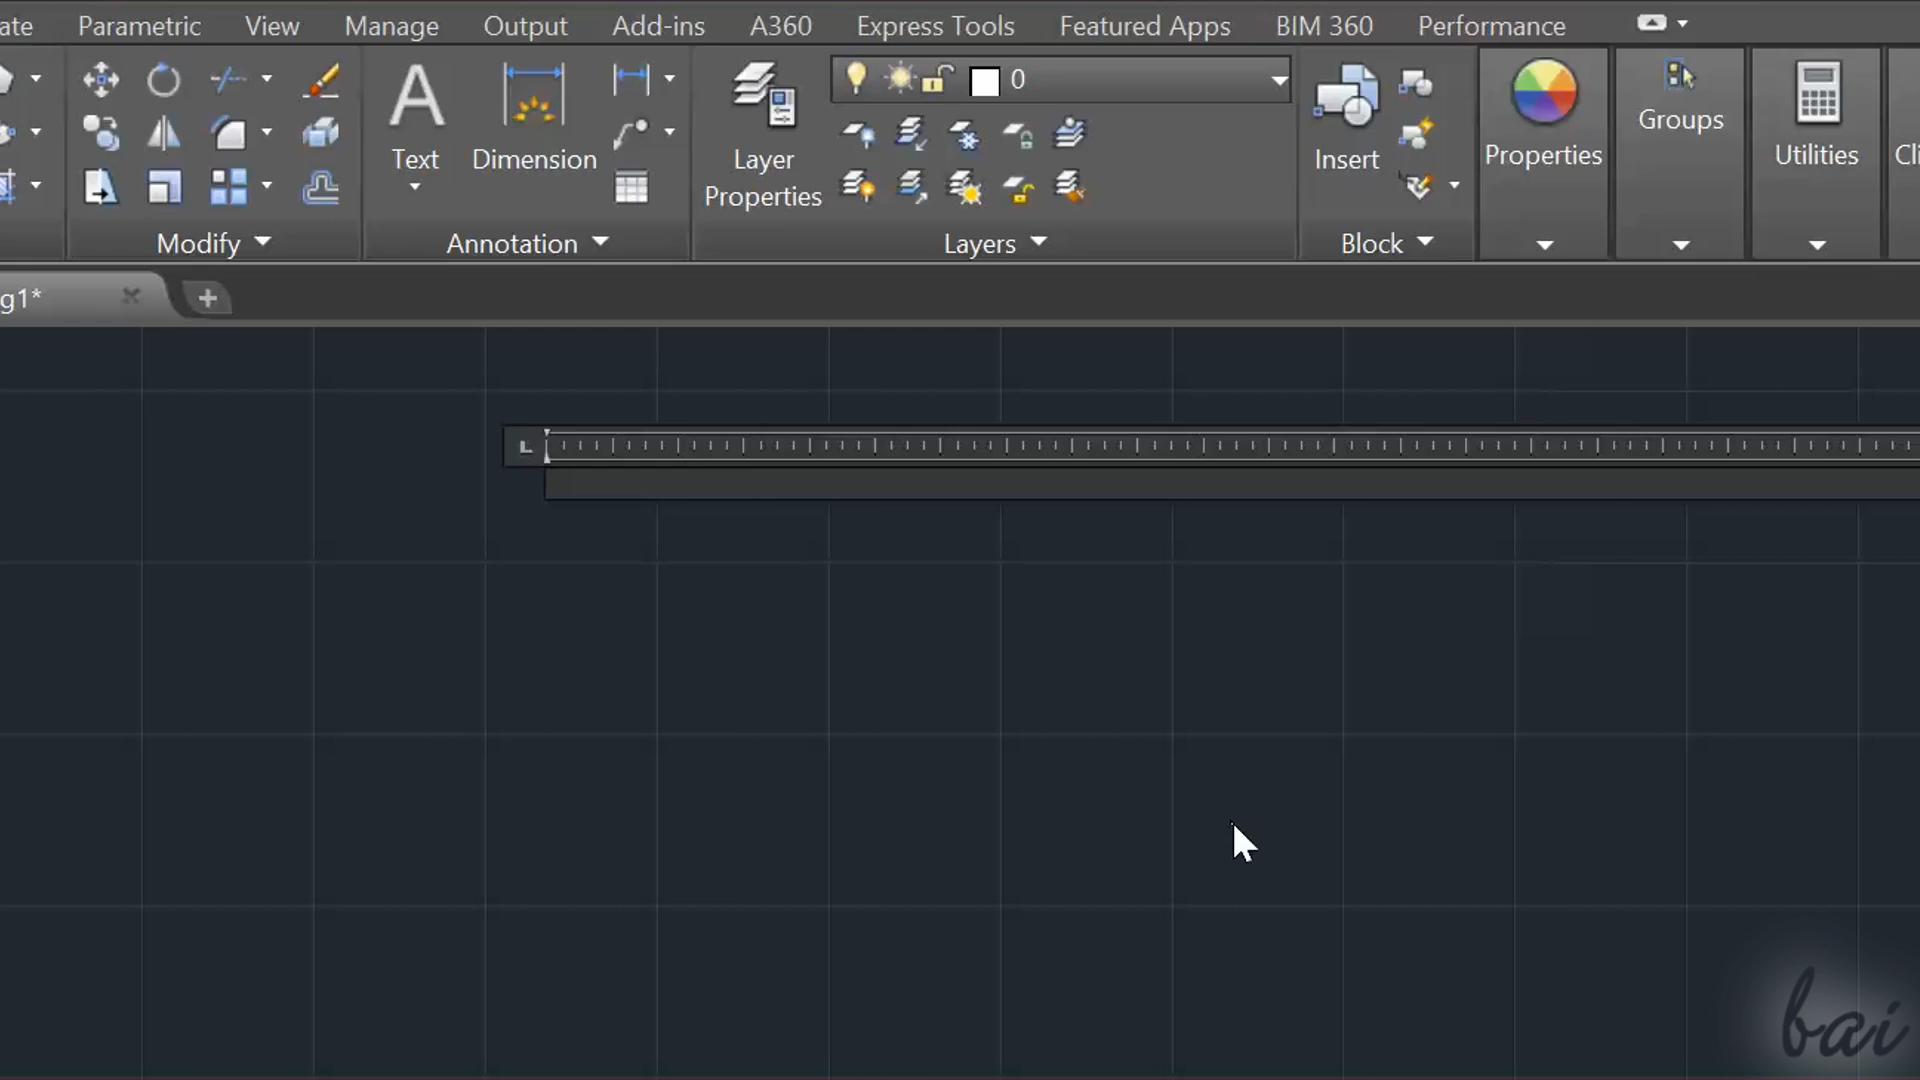 ate Parametric View Manage Output Add-ins A360 Express Tools Featured Apps BIM 360 Performance
0
Text
Dimension
Layer
Properties
Insert
Properties
Groups
Utilities
Cli
Modify
Annotation
Layers
Block
g1*
bai